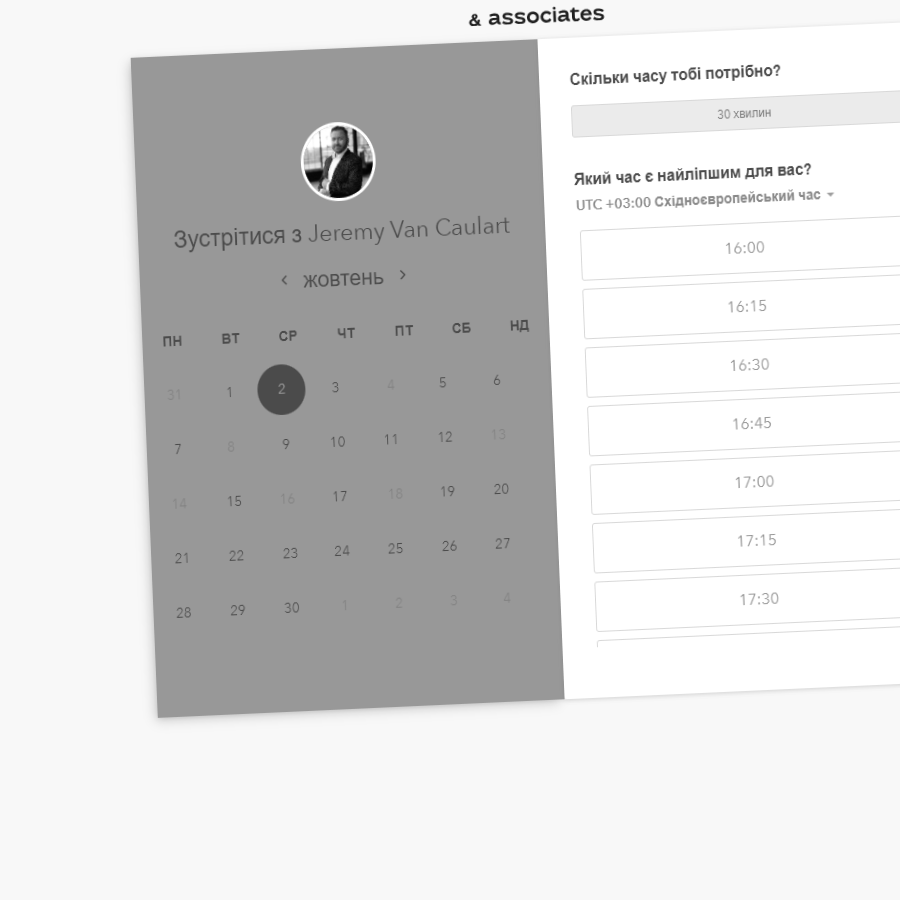 & associates
Зустрітися з Jeremy Van Caulart
жовтень
ПН ВТ СР ЧТ ПТ СБ НД
31 1 2 3 4 5 6
7 8 9 10 11 12 13
14 15 16 17 18 19 20
21 22 23 24 25 26 27
28 29 30 1 2 3 4
Скільки часу тобі потрібно?
30 хвилин
Який час є найліпшим для вас?
UTC +03:00 Східноєвропейський час
16:00
16:15
16:30
16:45
17:00
17:15
17:30